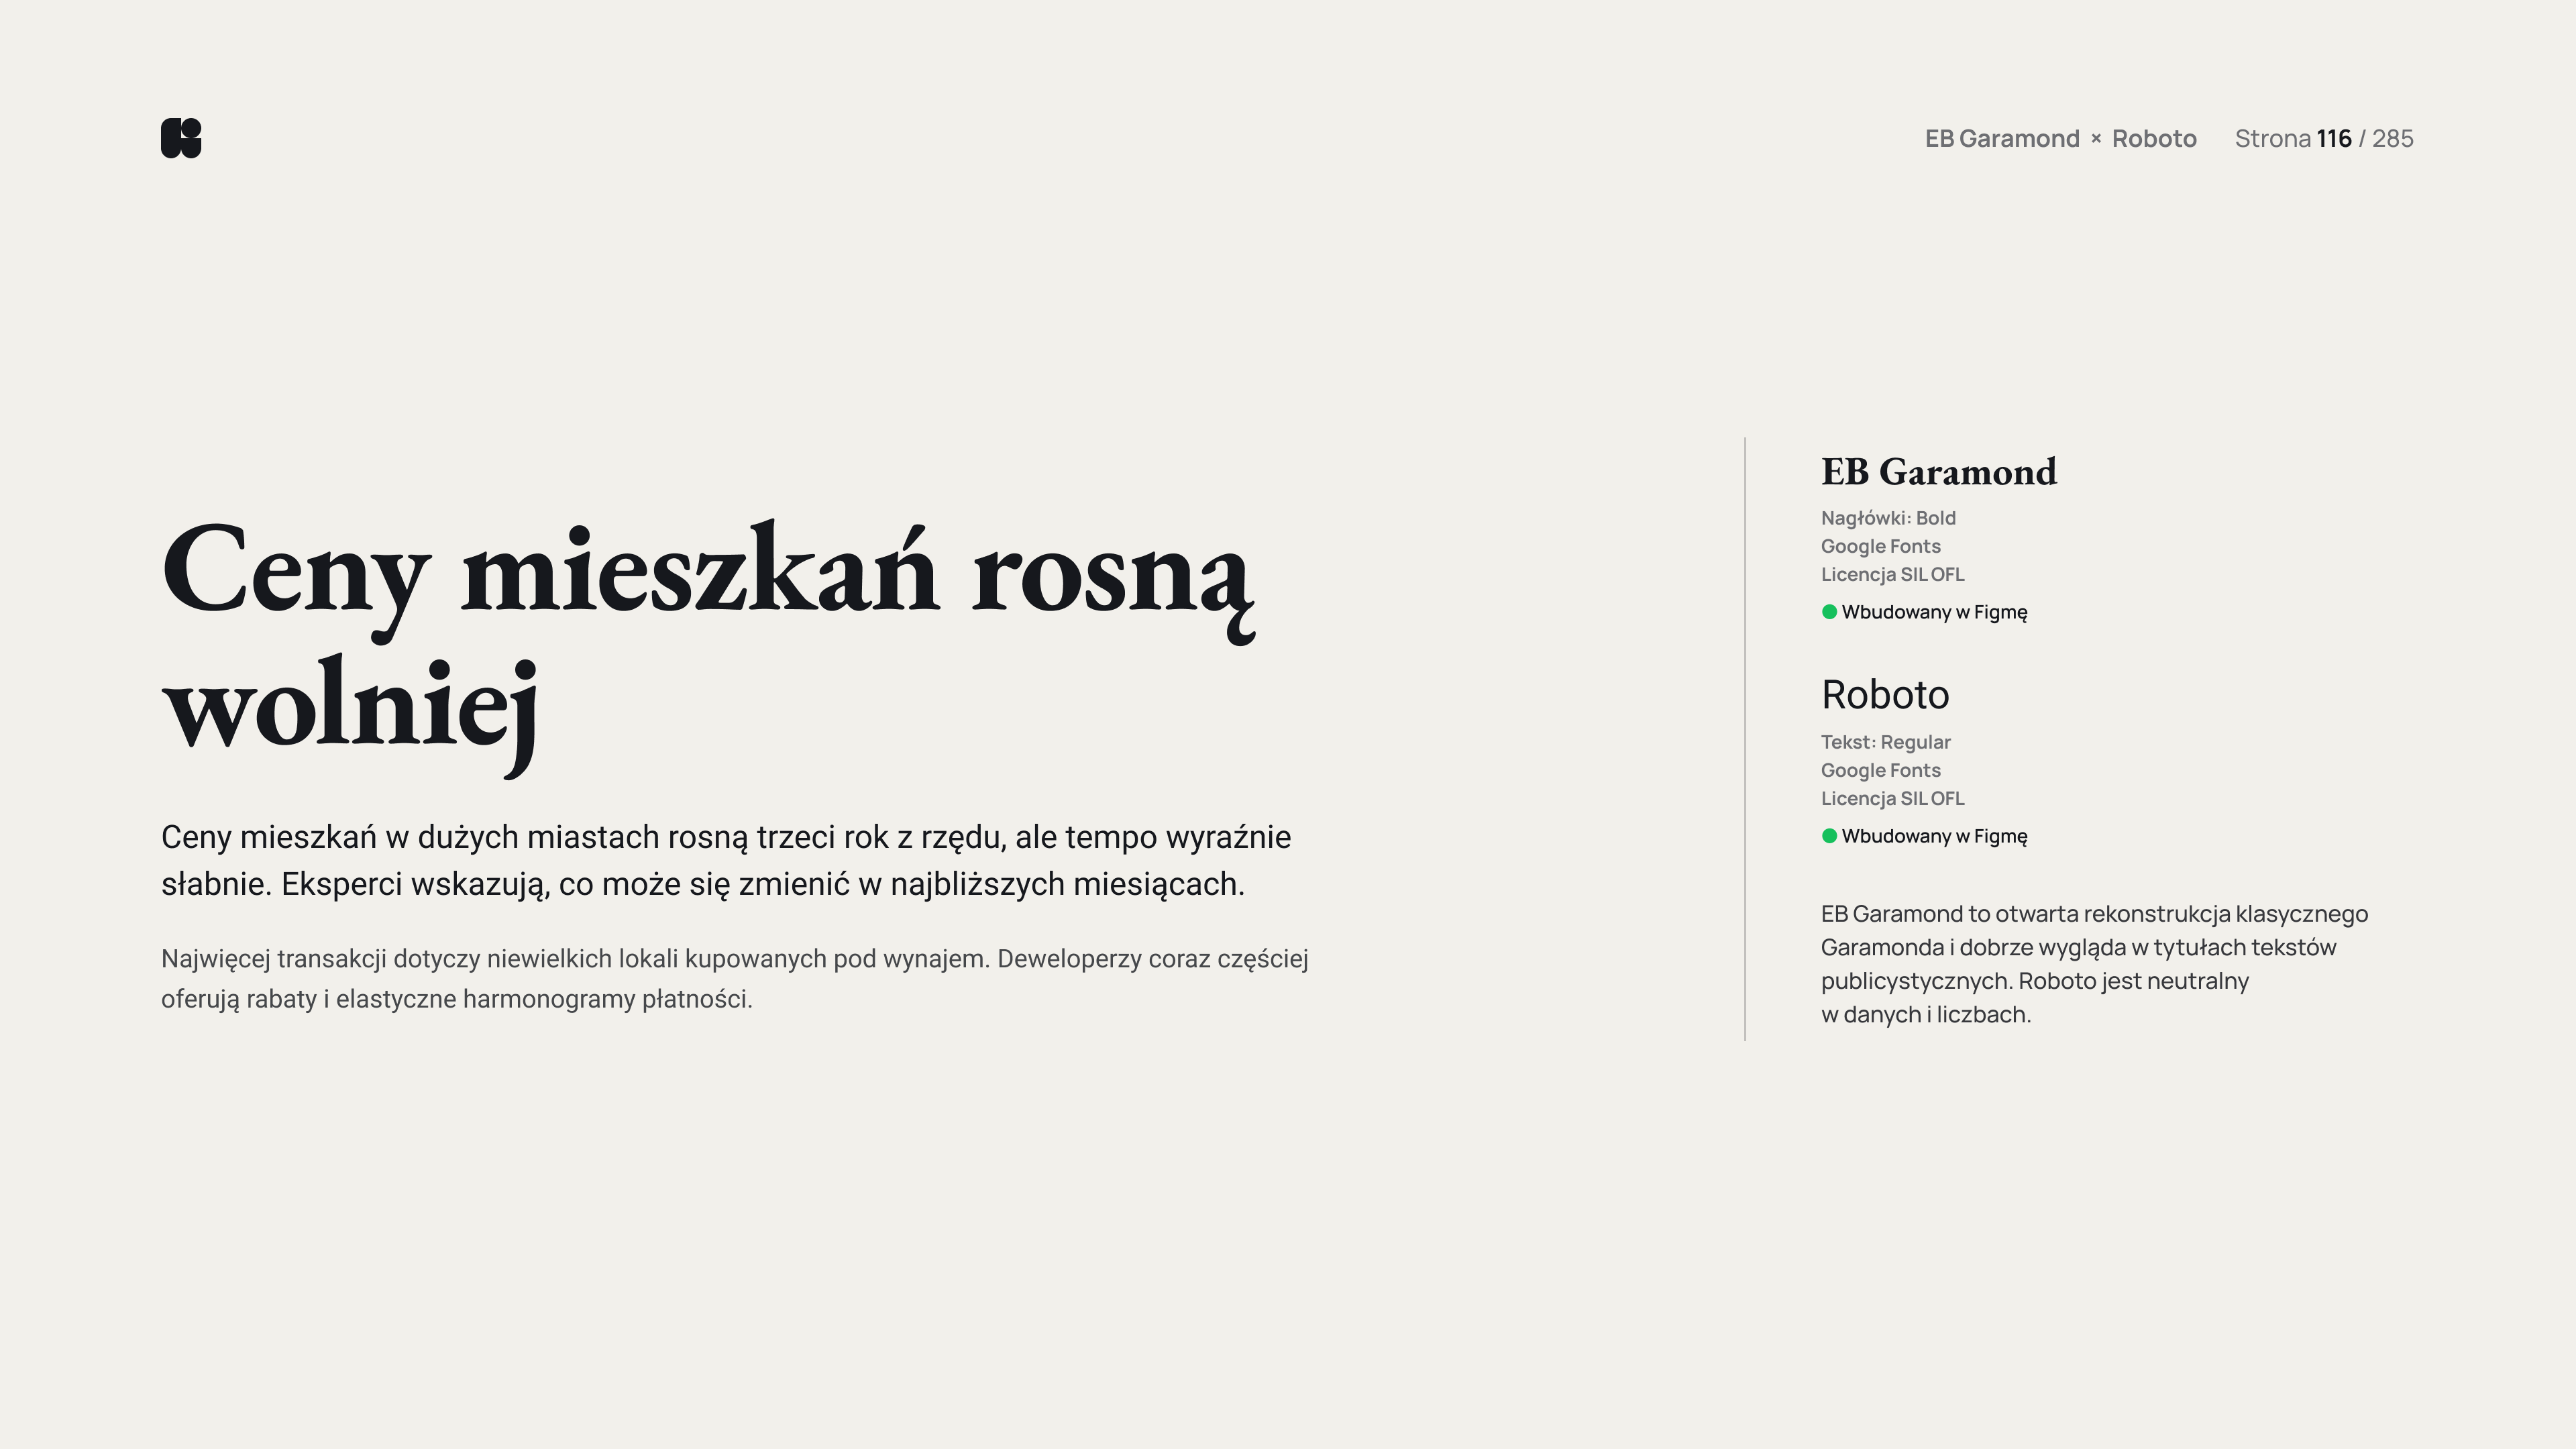 EB Garamond × Roboto Strona 116 / 285
Ceny mieszkań rosną
wolniej
Ceny mieszkań w dużych miastach rosną trzeci rok z rzędu, ale tempo wyraźnie
słabnie. Eksperci wskazują, co może się zmienić w najbliższych miesiącach.
Najwięcej transakcji dotyczy niewielkich lokali kupowanych pod wynajem. Deweloperzy coraz częściej
oferują rabaty i elastyczne harmonogramy płatności.
EB Garamond
Nagłówki: Bold
Google Fonts
Licencja SIL OFL
Wbudowany w Figmę
Roboto
Tekst: Regular
Google Fonts
Licencja SIL OFL
Wbudowany w Figmę
EB Garamond to otwarta rekonstrukcja klasycznego
Garamonda i dobrze wygląda w tytułach tekstów
publicystycznych. Roboto jest neutralny
w danych i liczbach.